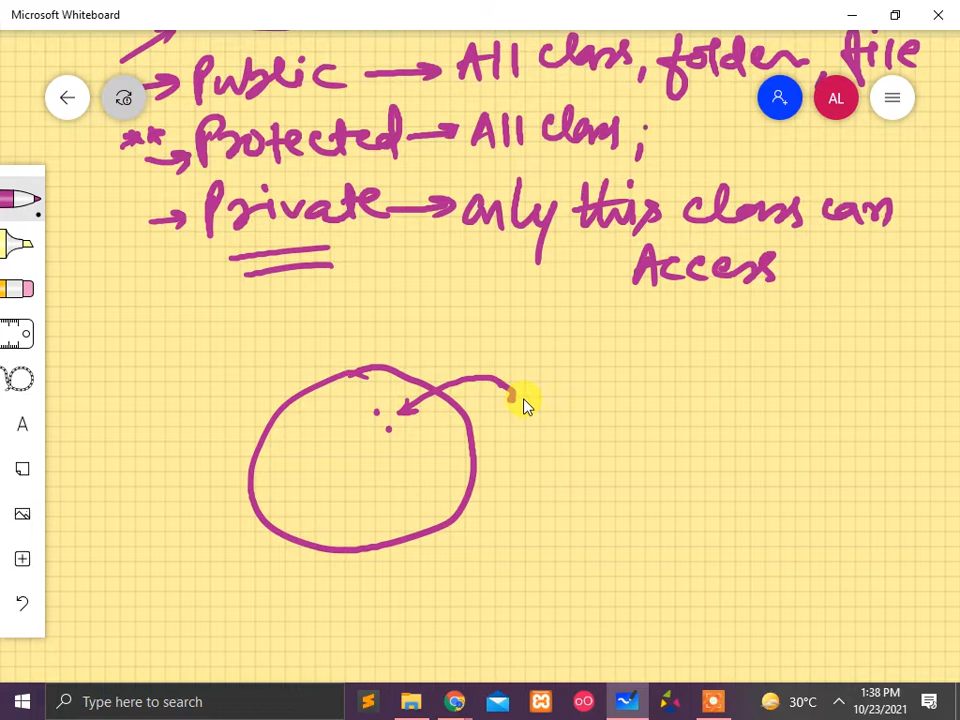 Microsoft Whiteboard
→ Public → All class, folder, file
** → Protected → All class;
→ Private → only this class can
Access
AL
A
Type here to search
30°C
1:38 PM
10/23/2021